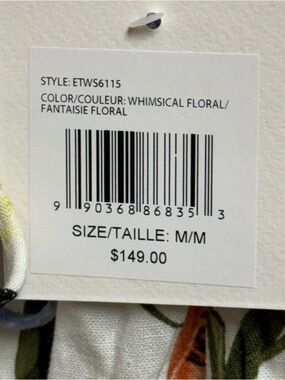 STYLE: ETWS6115
COLOR/COULEUR: WHIMSICAL FLORAL/
FANTAISIE FLORAL
9 90368 86835 3
SIZE/TAILLE: M/M
$149.00